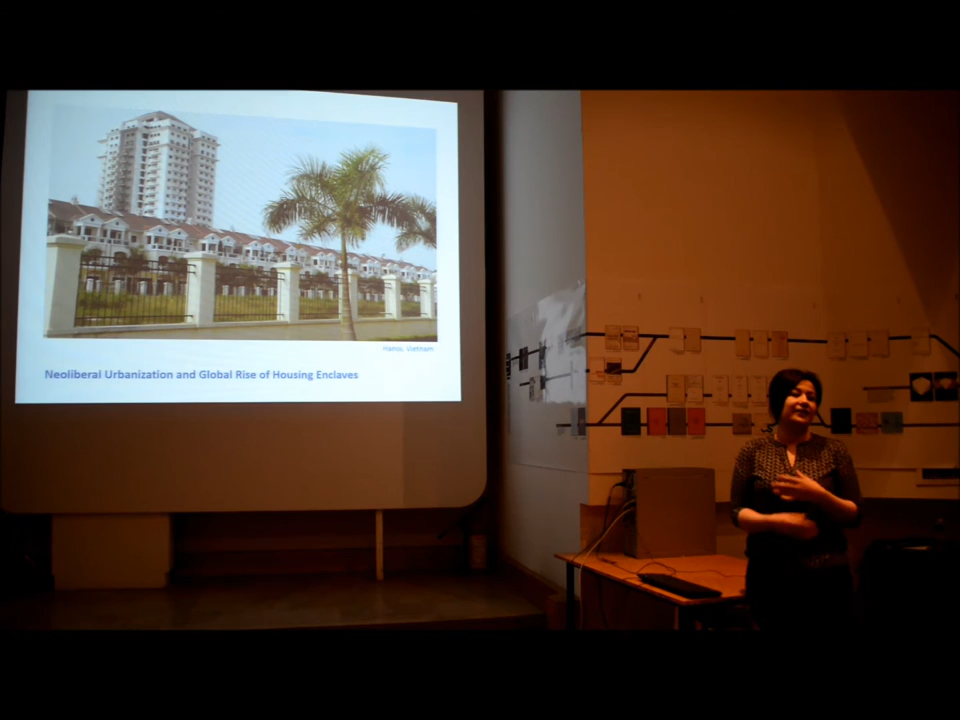 Hanoi, Vietnam
Neoliberal Urbanization and Global Rise of Housing Enclaves